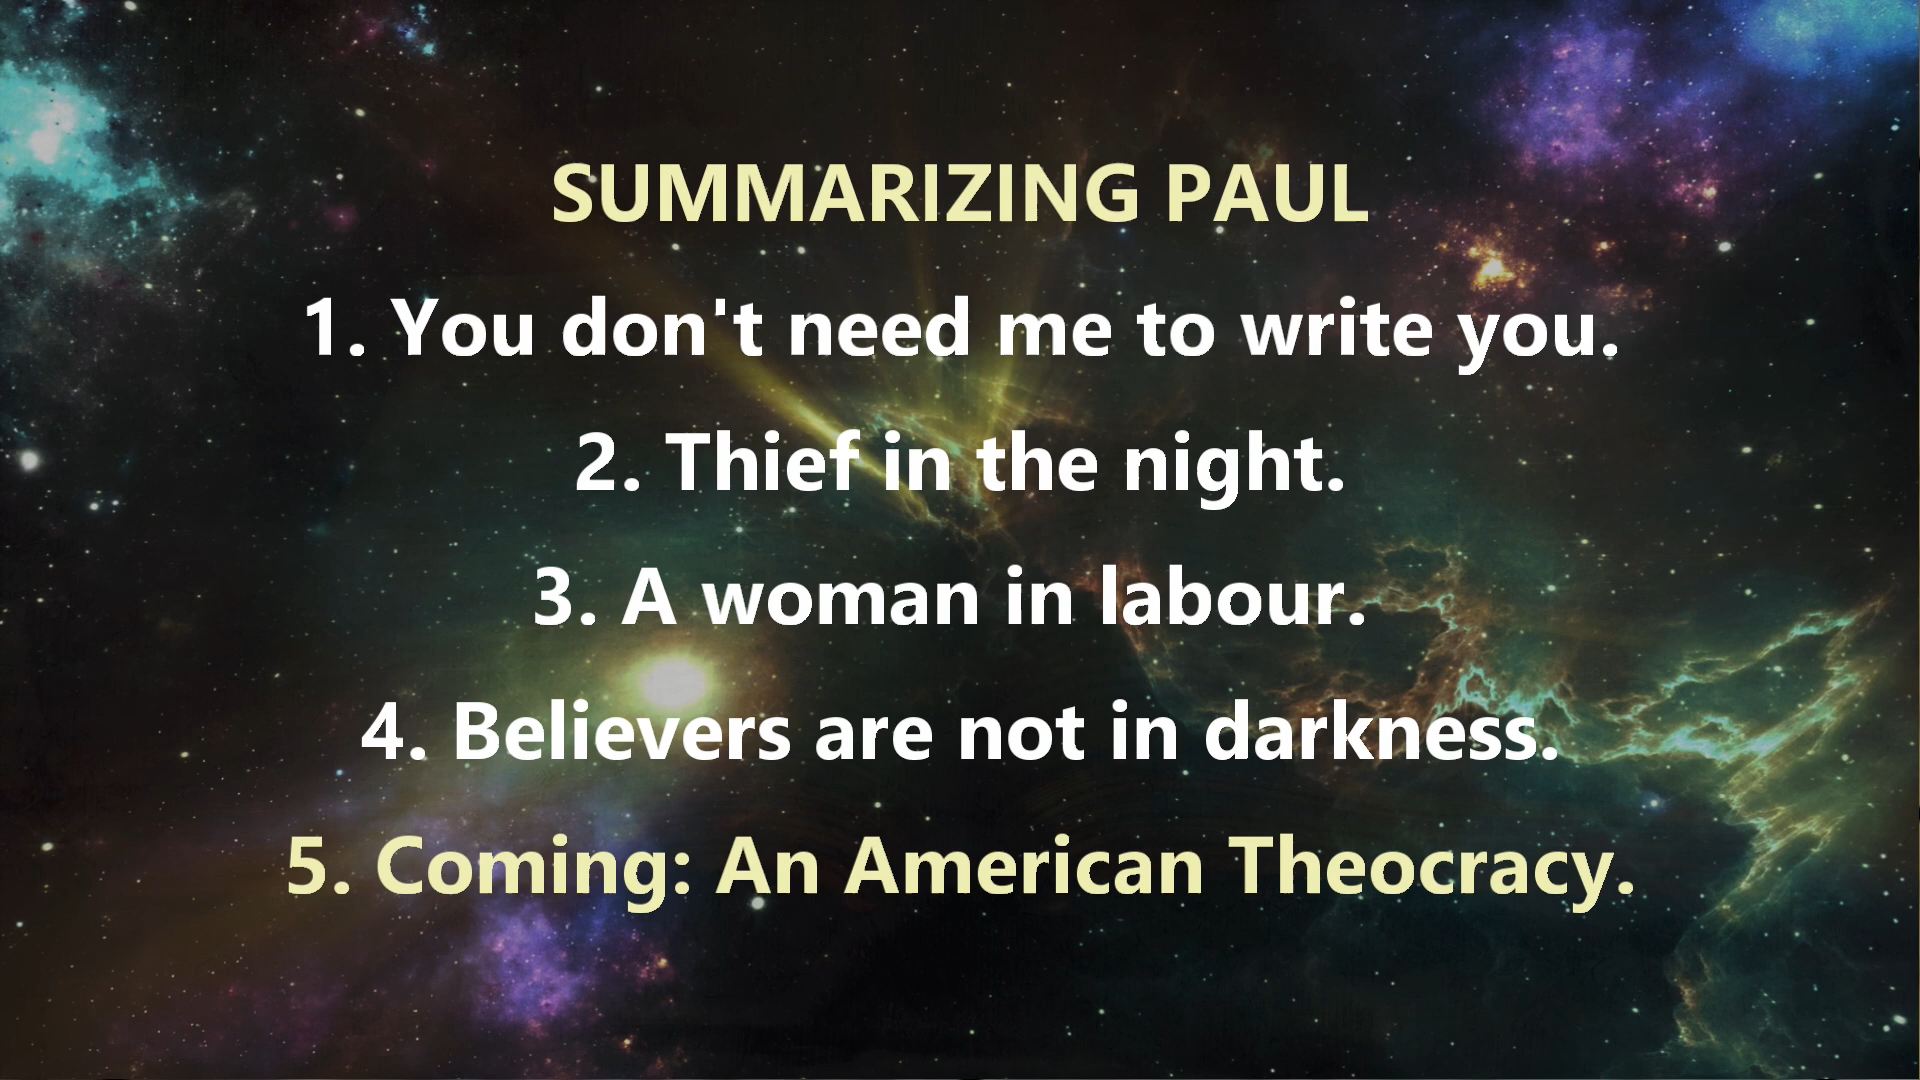 SUMMARIZING PAUL
1. You don't need me to write you.
2. Thief in the night.
3. A woman in labour.
4. Believers are not in darkness.
5. Coming: An American Theocracy.